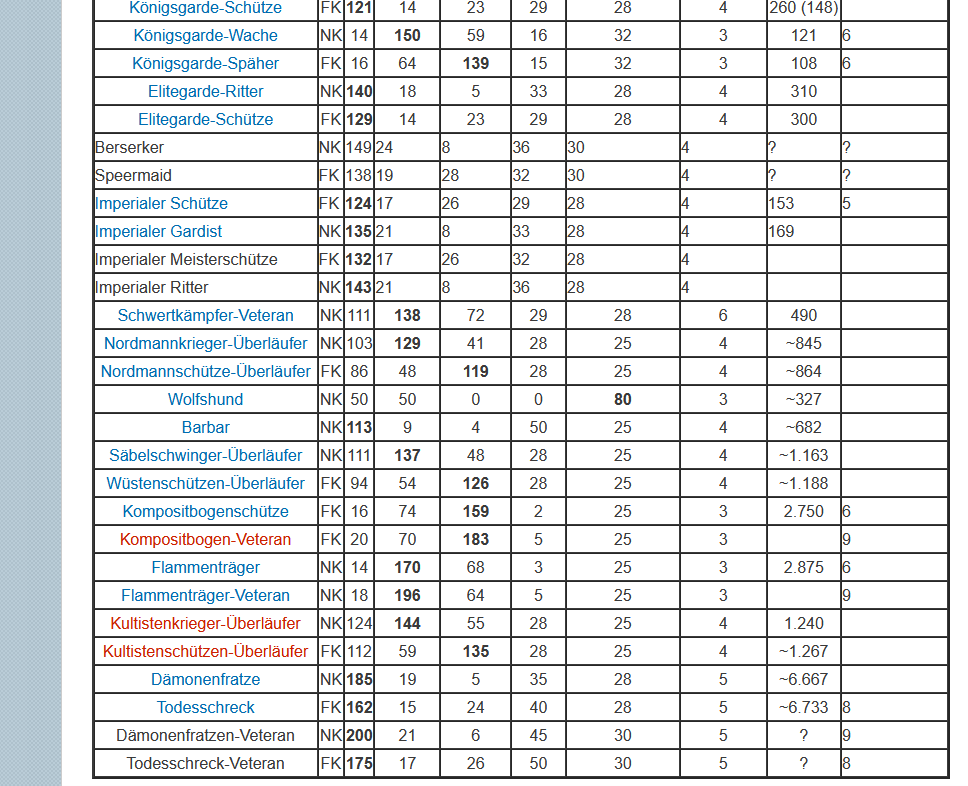 Königsgarde-Schütze FK 121 14 23 29 28 4 260 (148)
Königsgarde-Wache NK 14 150 59 16 32 3 121 6
Königsgarde-Späher FK 16 64 139 15 32 3 108 6
Elitegarde-Ritter NK 140 18 5 33 28 4 310
Elitegarde-Schütze FK 129 14 23 29 28 4 300
Berserker NK 149 24 8 36 30 4 ? ?
Speermaid FK 138 19 28 32 30 4 ? ?
Imperialer Schütze FK 124 17 26 29 28 4 153 5
Imperialer Gardist NK 135 21 8 33 28 4 169
Imperialer Meisterschütze FK 132 17 26 32 28 4
Imperialer Ritter NK 143 21 8 36 28 4
Schwertkämpfer-Veteran NK 111 138 72 29 28 6 490
Nordmannkrieger-Überläufer NK 103 129 41 28 25 4 ~845
Nordmannschütze-Überläufer FK 86 48 119 28 25 4 ~864
Wolfshund NK 50 50 0 0 80 3 ~327
Barbar NK 113 9 4 50 25 4 ~682
Säbelschwinger-Überläufer NK 111 137 48 28 25 4 ~1.163
Wüstenschützen-Überläufer FK 94 54 126 28 25 4 ~1.188
Kompositbogenschütze FK 16 74 159 2 25 3 2.750 6
Kompositbogen-Veteran FK 20 70 183 5 25 3 9
Flammenträger NK 14 170 68 3 25 3 2.875 6
Flammenträger-Veteran NK 18 196 64 5 25 3 9
Kultistenkrieger-Überläufer NK 124 144 55 28 25 4 1.240
Kultistenschützen-Überläufer FK 112 59 135 28 25 4 ~1.267
Dämonenfratze NK 185 19 5 35 28 5 ~6.667
Todesschreck FK 162 15 24 40 28 5 ~6.733 8
Dämonenfratzen-Veteran NK 200 21 6 45 30 5 ? 9
Todesschreck-Veteran FK 175 17 26 50 30 5 ? 8